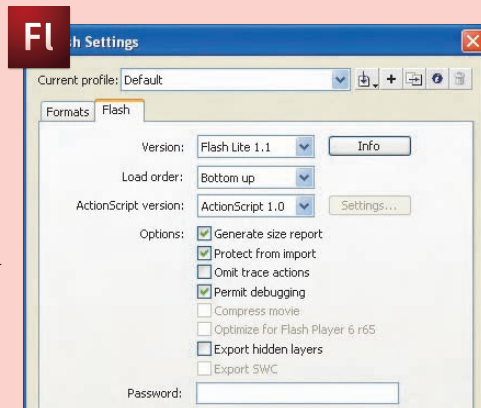 Fl
sh Settings
Current profile: Default
Formats Flash
Version: Flash Lite 1.1 Info
Load order: Bottom up
ActionScript version: ActionScript 1.0 Settings...
Options: Generate size report
Protect from import
Omit trace actions
Permit debugging
Compress movie
Optimize for Flash Player 6 r65
Export hidden layers
Export SWC
Password: